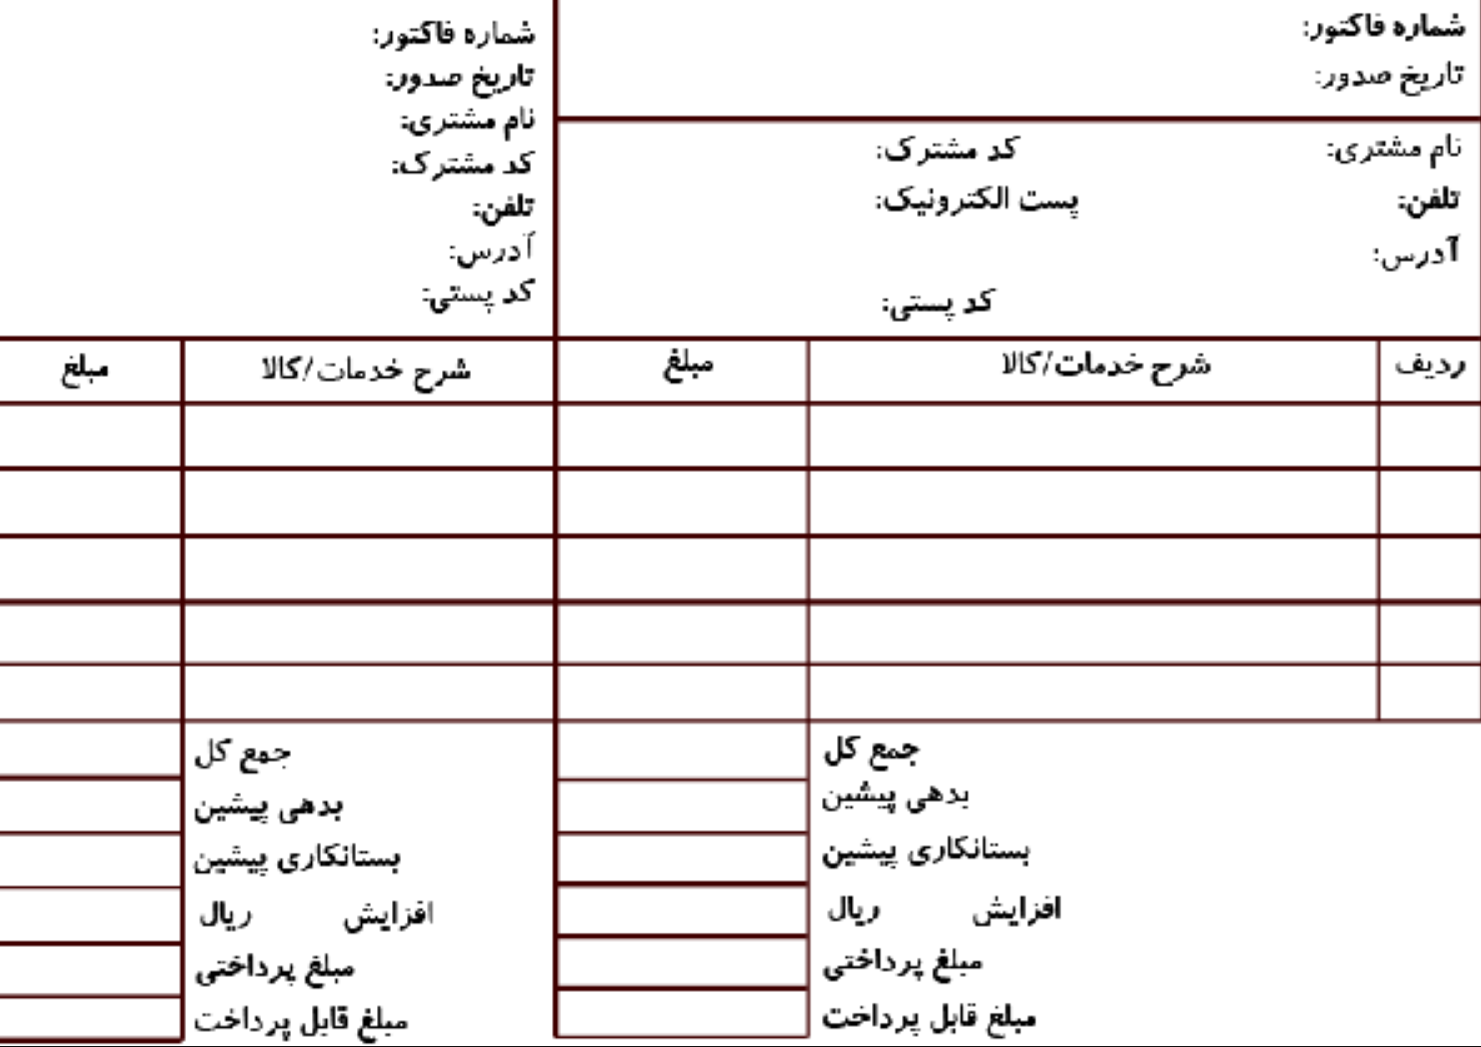 شماره فاکتور:
تاریخ صدور:
نام مشتری: کد مشترک:
تلفن: پست الکترونیک:
آدرس:
کد پستی:
ردیف شرح خدمات/کالا مبلغ
جمع کل
بدهی پیشین
بستانکاری پیشین
افزایش ریال
مبلغ پرداختی
مبلغ قابل پرداخت
شماره فاکتور:
تاریخ صدور:
نام مشتری:
کد مشترک:
تلفن:
آدرس:
کد پستی:
شرح خدمات/کالا مبلغ
جمع کل
بدهی پیشین
بستانکاری پیشین
افزایش ریال
مبلغ پرداختی
مبلغ قابل پرداخت